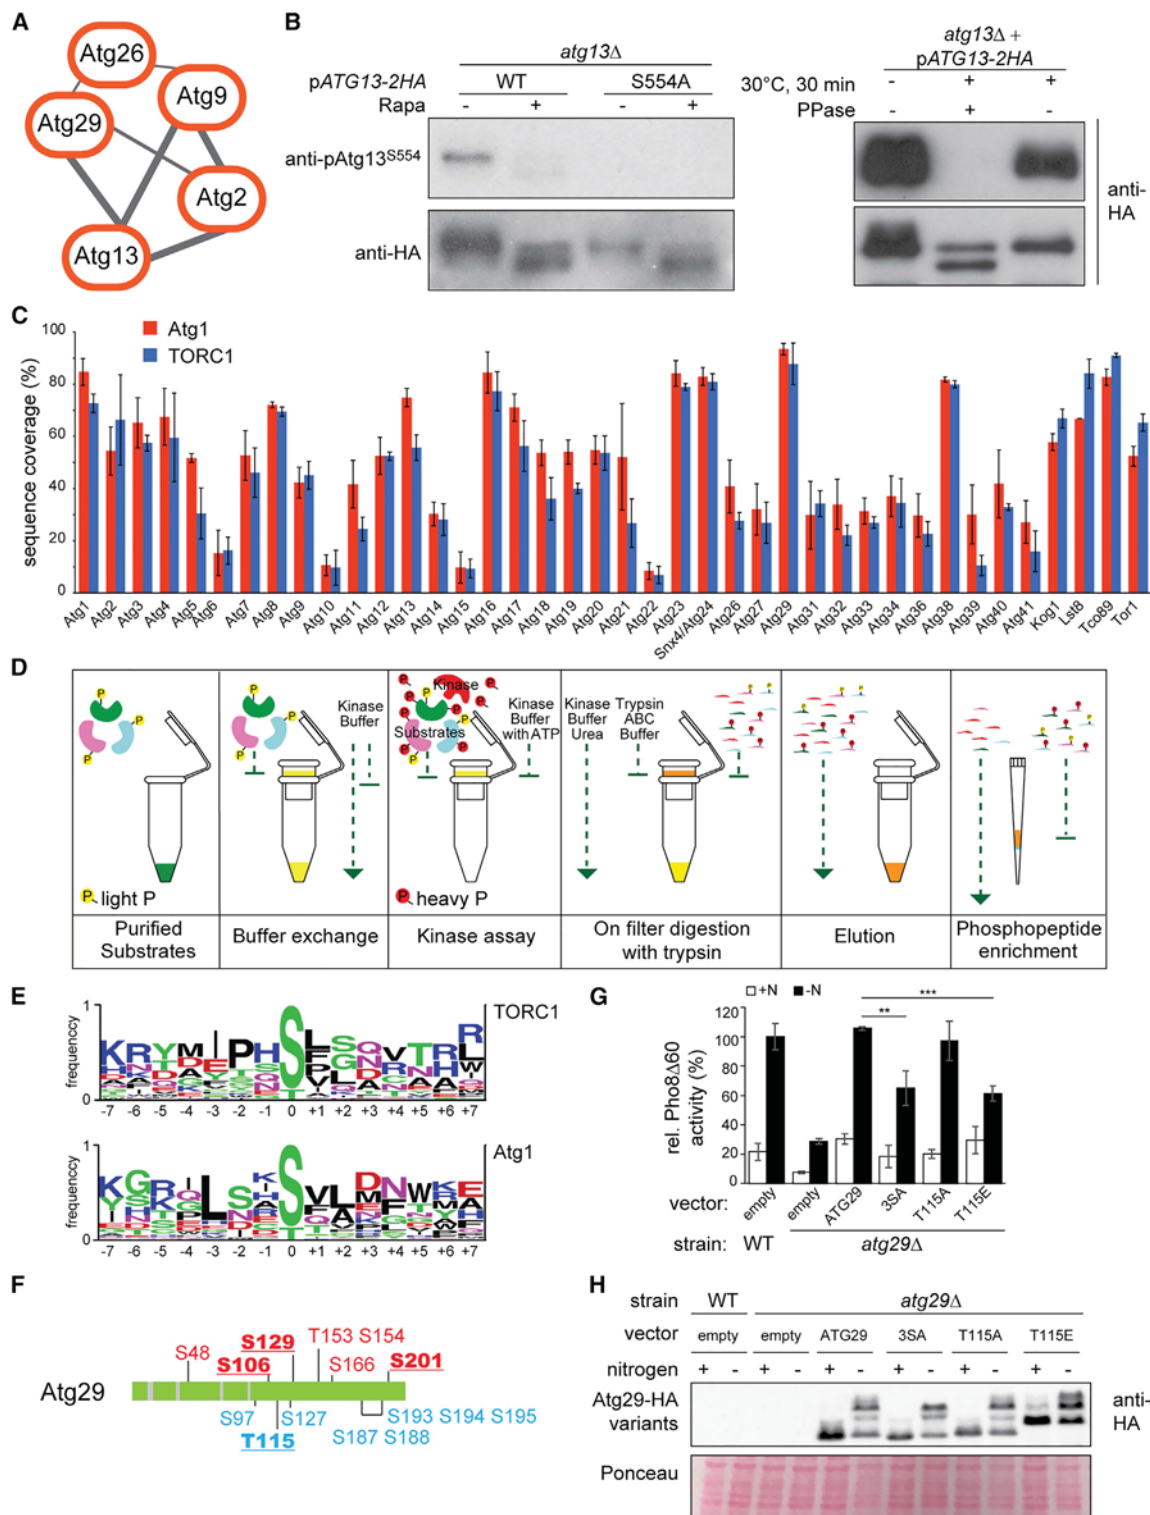 A
Atg26
Atg9
Atg29
Atg2
Atg13
B
atg13Δ
pATG13-2HA WT S554A
Rapa - + - +
anti-pAtg13S554
anti-HA
atg13Δ +
pATG13-2HA
30°C, 30 min - + +
PPase - + -
anti-
HA
C
Atg1
TORC1
sequence coverage (%)
100
80
60
40
20
0
Atg1 Atg2 Atg3 Atg4 Atg5 Atg6 Atg7 Atg8 Atg9 Atg10 Atg11 Atg12 Atg13 Atg14 Atg15 Atg16 Atg17 Atg18 Atg19 Atg20 Atg21 Atg22 Atg23 Snx4/Atg24 Atg26 Atg27 Atg29 Atg31 Atg32 Atg33 Atg34 Atg36 Atg38 Atg39 Atg40 Atg41 Kog1 Lst8 Tco89 Tor1
D
P P P P
light P
Purified
Substrates
Kinase
Buffer
Buffer exchange
Kinase
Substrates
Kinase
Buffer
with ATP
heavy P
Kinase assay
Kinase
Buffer
Urea
Trypsin
ABC
Buffer
On filter digestion
with trypsin
Elution
Phosphopeptide
enrichment
E
TORC1
frequency
1
0
-7 -6 -5 -4 -3 -2 -1 0 +1 +2 +3 +4 +5 +6 +7
Atg1
frequency
1
0
-7 -6 -5 -4 -3 -2 -1 0 +1 +2 +3 +4 +5 +6 +7
F
Atg29
S48
S106
S129
T153 S154
S166
S201
S97
T115
S127
S193 S194 S195
S187 S188
G
+N -N
rel. Pho8Δ60
activity (%)
120
100
80
60
40
20
0
**
***
vector: empty empty ATG29 3SA T115A T115E
strain: WT atg29Δ
H
strain WT atg29Δ
vector empty empty ATG29 3SA T115A T115E
nitrogen + - + - + - + - + - + -
Atg29-HA
variants
anti-
HA
Ponceau